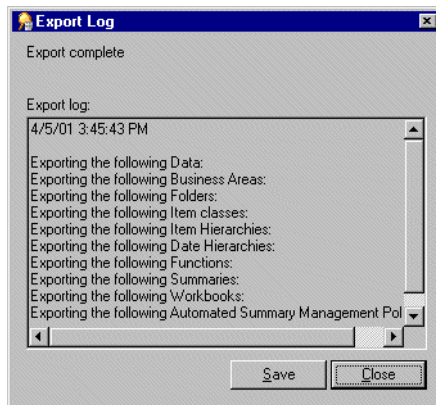 Export Log
Export complete
Export log:
4/5/01 3:45:43 PM
Exporting the following Data:
Exporting the following Business Areas:
Exporting the following Folders:
Exporting the following Item classes:
Exporting the following Item Hierarchies:
Exporting the following Date Hierarchies:
Exporting the following Functions:
Exporting the following Summaries:
Exporting the following Workbooks:
Exporting the following Automated Summary Management Pol
Save Close